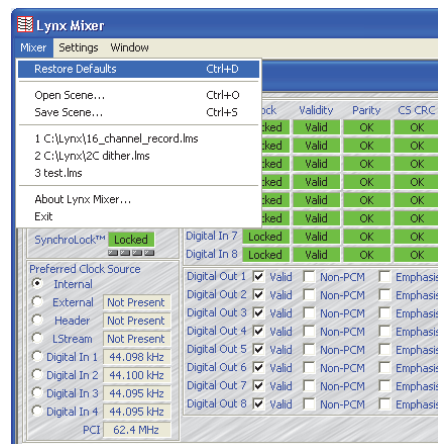 Lynx Mixer
Mixer Settings Window
Restore Defaults Ctrl+D
Open Scene... Ctrl+O
Save Scene... Ctrl+S
1 C:\Lynx\16_channel_record.lms
2 C:\Lynx\2C dither.lms
3 test.lms
About Lynx Mixer...
Exit
ock Validity Parity CS CRC
cked Valid OK OK
cked Valid OK OK
cked Valid OK OK
cked Valid OK OK
cked Valid OK OK
cked Valid OK OK
SynchroLock™ Locked
Digital In 7 Locked Valid OK OK
Digital In 8 Locked Valid OK OK
Preferred Clock Source
Internal
External Not Present
Header Not Present
LStream Not Present
Digital In 1 44.098 kHz
Digital In 2 44.100 kHz
Digital In 3 44.095 kHz
Digital In 4 44.095 kHz
PCI 62.4 MHz
Digital Out 1 Valid Non-PCM Emphasis
Digital Out 2 Valid Non-PCM Emphasis
Digital Out 3 Valid Non-PCM Emphasis
Digital Out 4 Valid Non-PCM Emphasis
Digital Out 5 Valid Non-PCM Emphasis
Digital Out 6 Valid Non-PCM Emphasis
Digital Out 7 Valid Non-PCM Emphasis
Digital Out 8 Valid Non-PCM Emphasis